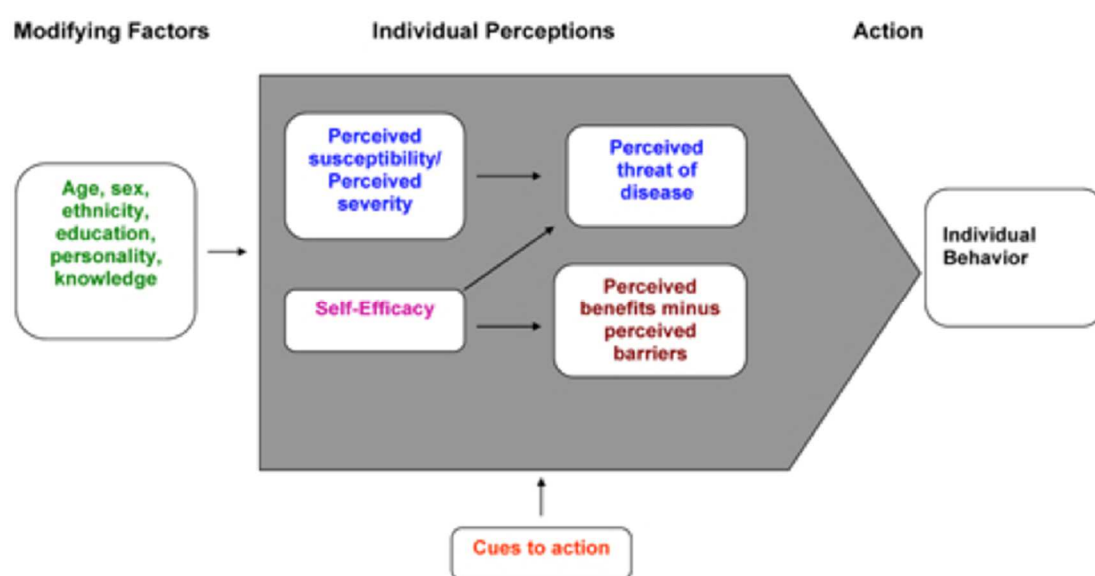 Modifying Factors
Individual Perceptions
Action
Age, sex,
ethnicity,
education,
personality,
knowledge
Perceived
susceptibility/
Perceived
severity
Self-Efficacy
Perceived
threat of
disease
Perceived
benefits minus
perceived
barriers
Individual
Behavior
Cues to action